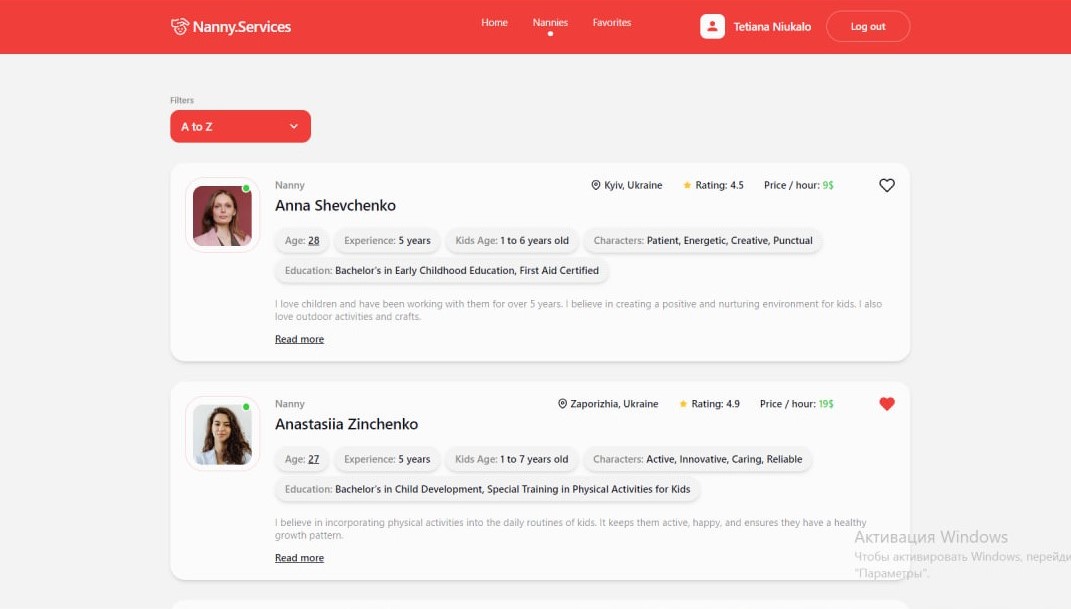 Nanny.Services
Home Nannies Favorites
Tetiana Niukalo
Log out
Filters
A to Z
Nanny
Kyiv, Ukraine Rating: 4.5 Price / hour: 9$
Anna Shevchenko
Age: 28 Experience: 5 years Kids Age: 1 to 6 years old Characters: Patient, Energetic, Creative, Punctual
Education: Bachelor's in Early Childhood Education, First Aid Certified
I love children and have been working with them for over 5 years. I believe in creating a positive and nurturing environment for kids. I also
love outdoor activities and crafts.
Read more
Nanny
Zaporizhia, Ukraine Rating: 4.9 Price / hour: 19$
Anastasiia Zinchenko
Age: 27 Experience: 5 years Kids Age: 1 to 7 years old Characters: Active, Innovative, Caring, Reliable
Education: Bachelor's in Child Development, Special Training in Physical Activities for Kids
I believe in incorporating physical activities into the daily routines of kids. It keeps them active, happy, and ensures they have a healthy
growth pattern.
Read more
Активация Windows
Чтобы активировать Windows, перейди
"Параметры".